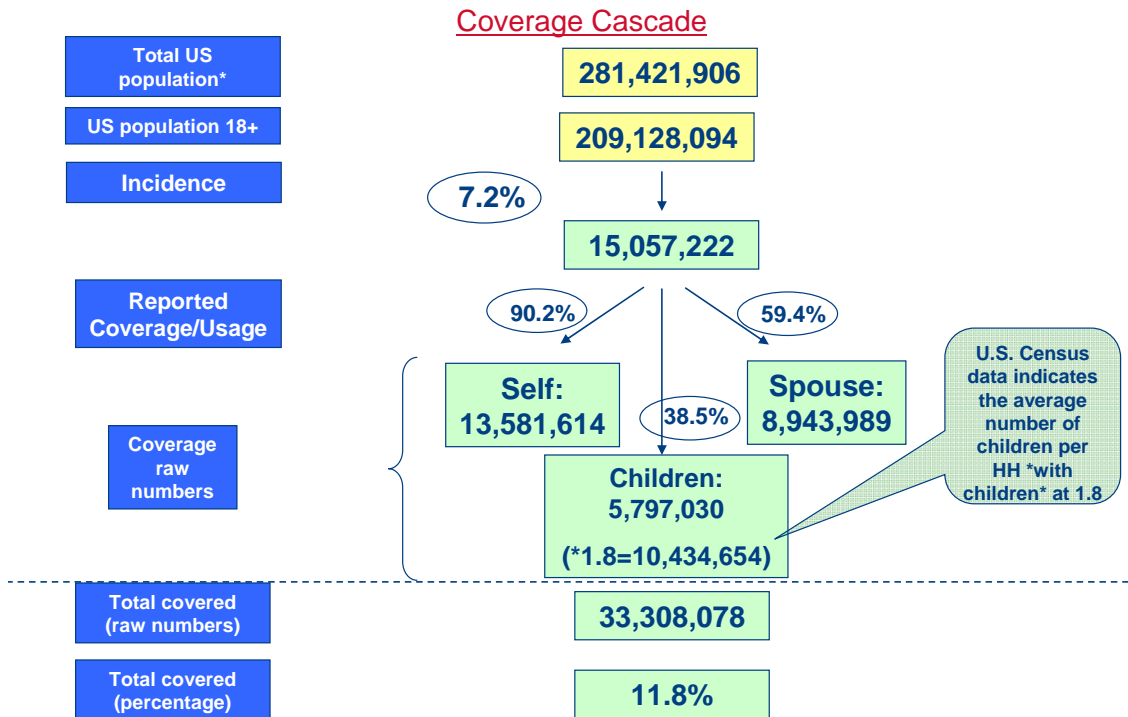 Coverage Cascade
Total US
population*
281,421,906
US population 18+
209,128,094
Incidence
7.2%
15,057,222
Reported
Coverage/Usage
90.2%
59.4%
38.5%
Coverage
raw
numbers
Self:
13,581,614
Spouse:
8,943,989
Children:
5,797,030
(*1.8=10,434,654)
U.S. Census
data indicates
the average
number of
children per
HH *with
children* at 1.8
Total covered
(raw numbers)
33,308,078
Total covered
(percentage)
11.8%